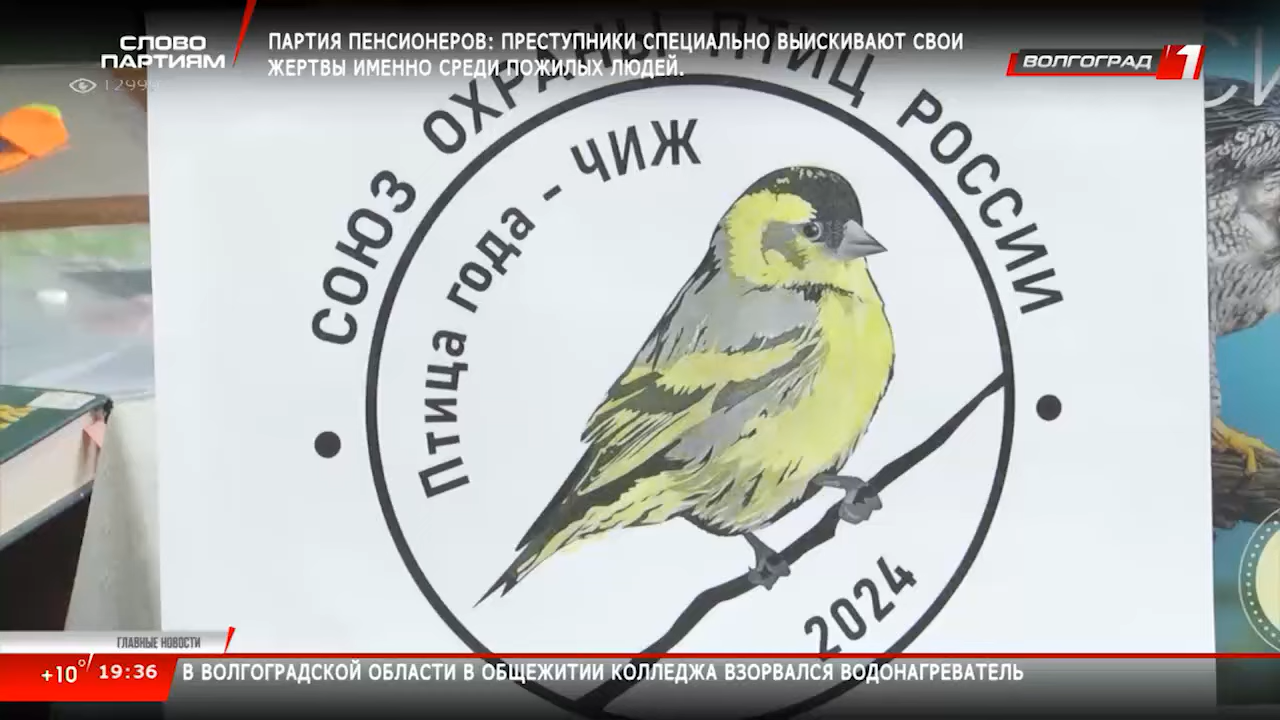 СЛОВО
ПАРТИЯМ
ПАРТИЯ ПЕНСИОНЕРОВ: ПРЕСТУПНИКИ СПЕЦИАЛЬНО ВЫИСКИВАЮТ СВОИ
ЖЕРТВЫ ИМЕННО СРЕДИ ПОЖИЛЫХ ЛЮДЕЙ.
ВОЛГОГРАД 1
СОЮЗ ОХРАНЫ ПТИЦ РОССИИ
Птица года - ЧИЖ
2024
ГЛАВНЫЕ НОВОСТИ
+10° 19:36
В ВОЛГОГРАДСКОЙ ОБЛАСТИ В ОБЩЕЖИТИИ КОЛЛЕДЖА ВЗОРВАЛСЯ ВОДОНАГРЕВАТЕЛЬ